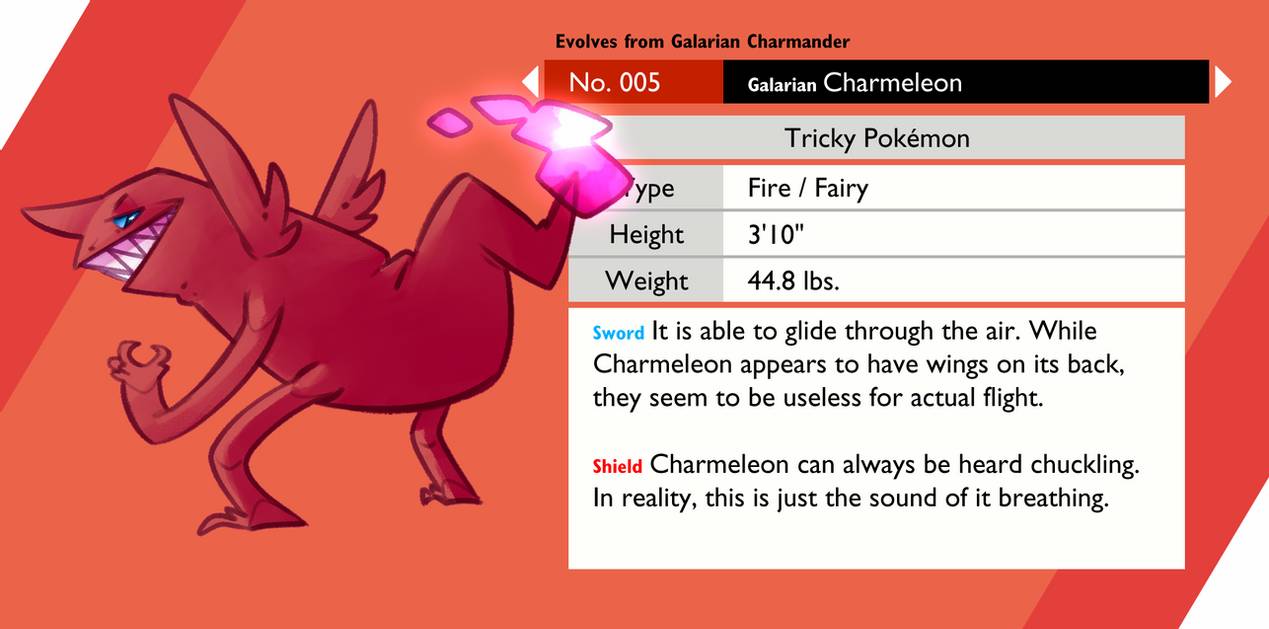 Evolves from Galarian Charmander
No. 005 Galarian Charmeleon
Tricky Pokémon
Type Fire / Fairy
Height 3'10"
Weight 44.8 lbs.
Sword It is able to glide through the air. While
Charmeleon appears to have wings on its back,
they seem to be useless for actual flight.
Shield Charmeleon can always be heard chuckling.
In reality, this is just the sound of it breathing.